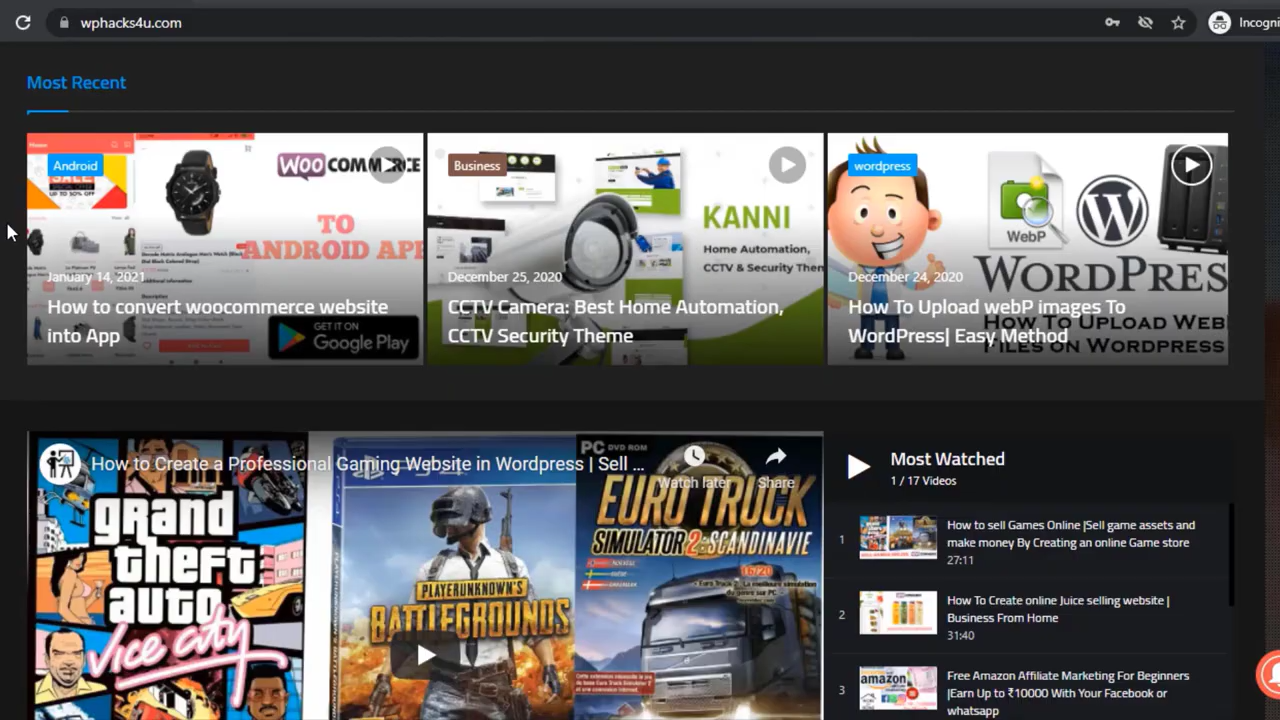 wphacks4u.com
Incogni
Most Recent
Android
WOO COMMERCE
TO
ANDROID APP
January 14, 2021
How to convert woocommerce website
into App
GET IT ON
Google Play
Business
KANNI
Home Automation,
CCTV & Security Them
December 25, 2020
CCTV Camera: Best Home Automation,
CCTV Security Theme
wordpress
WebP
WORDPRES
December 24, 2020
How To Upload webP images To
WordPress| Easy Method
HOW TO UPLOAD WEB
FILES ON WORDPRESS
How to Create a Professional Gaming Website in Wordpress | Sell ...
Watch later
Share
grand
theft
auto
Vice city
PS4
PLAYERUNKNOWN'S
BATTLEGROUNDS
PC DVD ROM
EURO TRUCK
SIMULATOR 2: SCANDINAVIE
16/20
Most Watched
1 / 17 Videos
1
How to sell Games Online |Sell game assets and
make money By Creating an online Game store
27:11
2
How To Create online Juice selling website |
Business From Home
31:40
3
amazon
Free Amazon Affiliate Marketing For Beginners
|Earn Up to ₹10000 With Your Facebook or
whatsapp